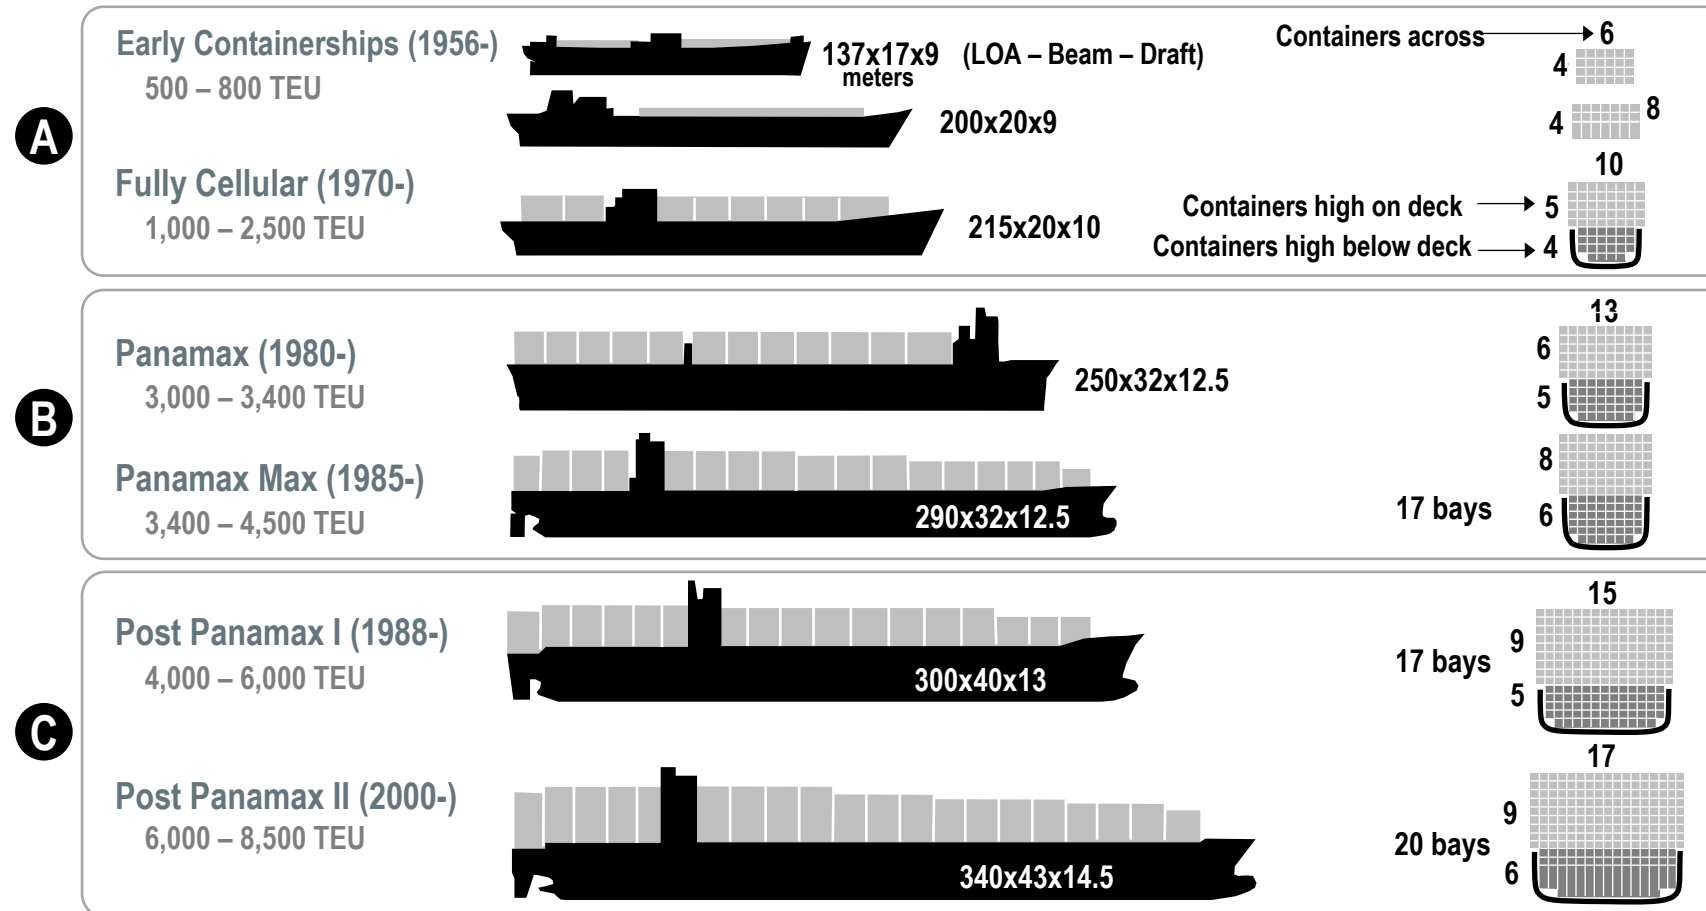 A
Early Containerships (1956-)
500 – 800 TEU
137x17x9 (LOA – Beam – Draft)
meters
Containers across
6
4
200x20x9
4
8
Fully Cellular (1970-)
1,000 – 2,500 TEU
215x20x10
10
Containers high on deck
5
Containers high below deck
4
B
Panamax (1980-)
3,000 – 3,400 TEU
250x32x12.5
13
6
5
Panamax Max (1985-)
3,400 – 4,500 TEU
290x32x12.5
17 bays
8
6
C
Post Panamax I (1988-)
4,000 – 6,000 TEU
300x40x13
17 bays
15
9
5
Post Panamax II (2000-)
6,000 – 8,500 TEU
340x43x14.5
20 bays
17
9
6